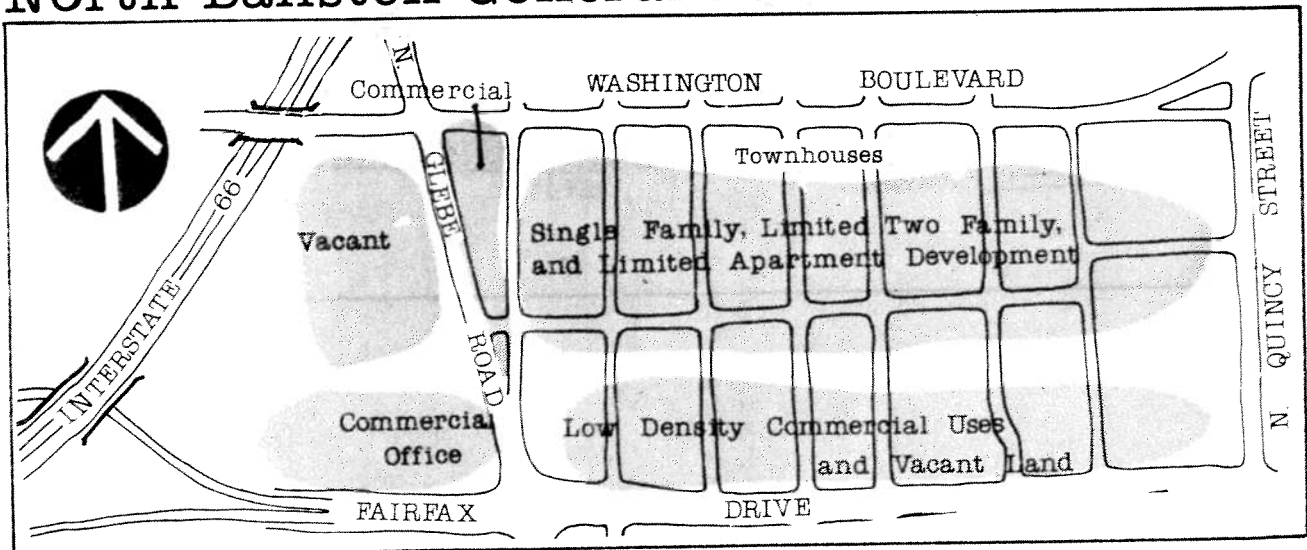 N.
Commercial
WASHINGTON BOULEVARD
GLEBE ROAD
Townhouses
INTERSTATE 66
Vacant
Single Family, Limited Two Family,
and Limited Apartment Development
N. QUINCY STREET
Commercial
Office
Low Density Commercial Uses
and Vacant Land
FAIRFAX DRIVE